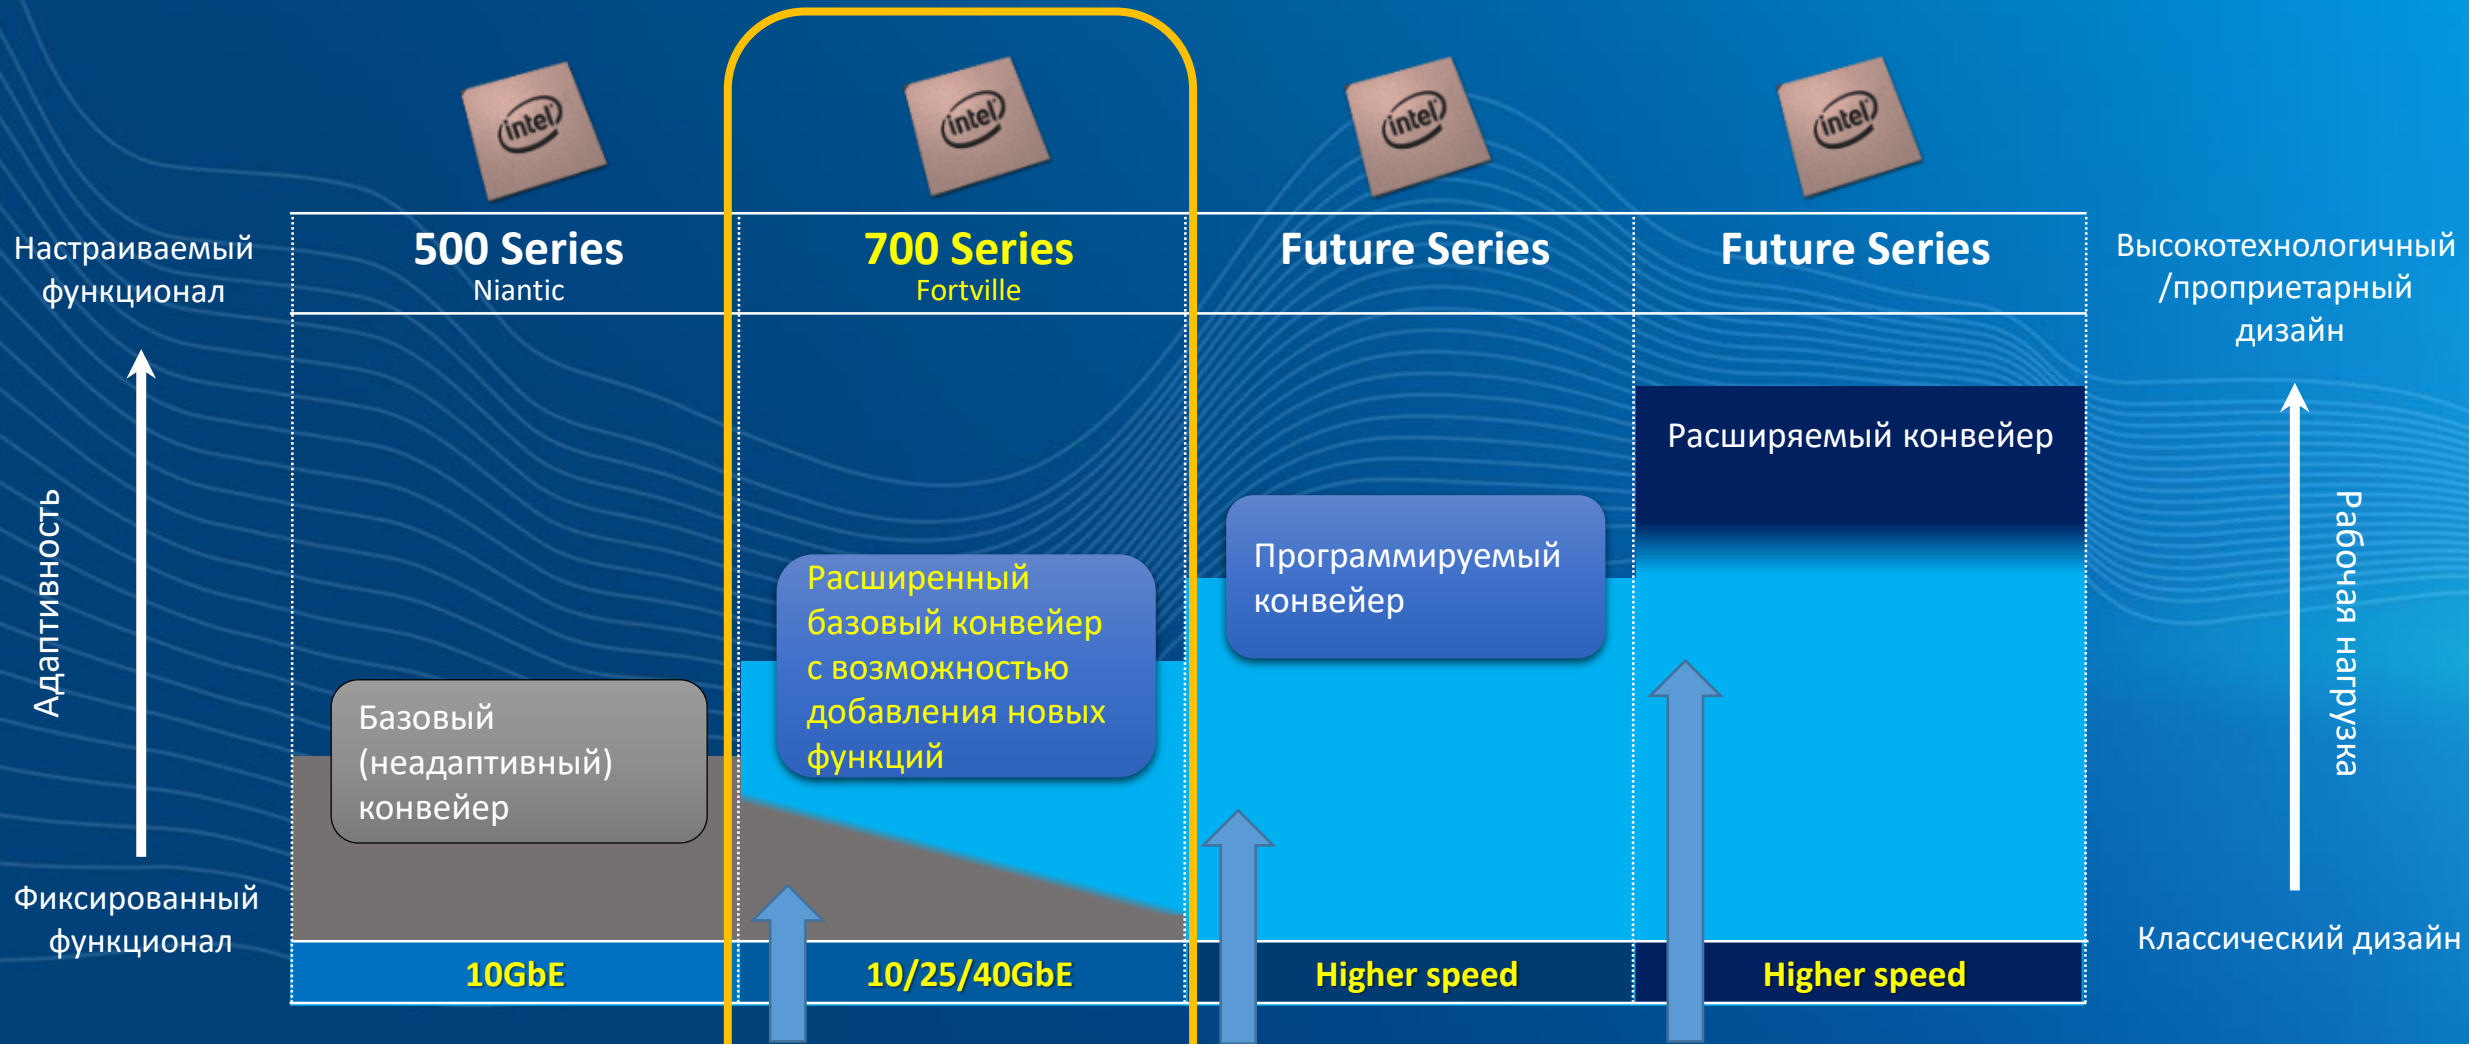 intel
intel
intel
intel
Настраиваемый
функционал
500 Series
Niantic
700 Series
Fortville
Future Series
Future Series
Высокотехнологичный
/проприетарный
дизайн
Адаптивность
Базовый
(неадаптивный)
конвейер
Расширенный
базовый конвейер
с возможностью
добавления новых
функций
Программируемый
конвейер
Расширяемый конвейер
Рабочая нагрузка
Фиксированный
функционал
10GbE
10/25/40GbE
Higher speed
Higher speed
Классический дизайн